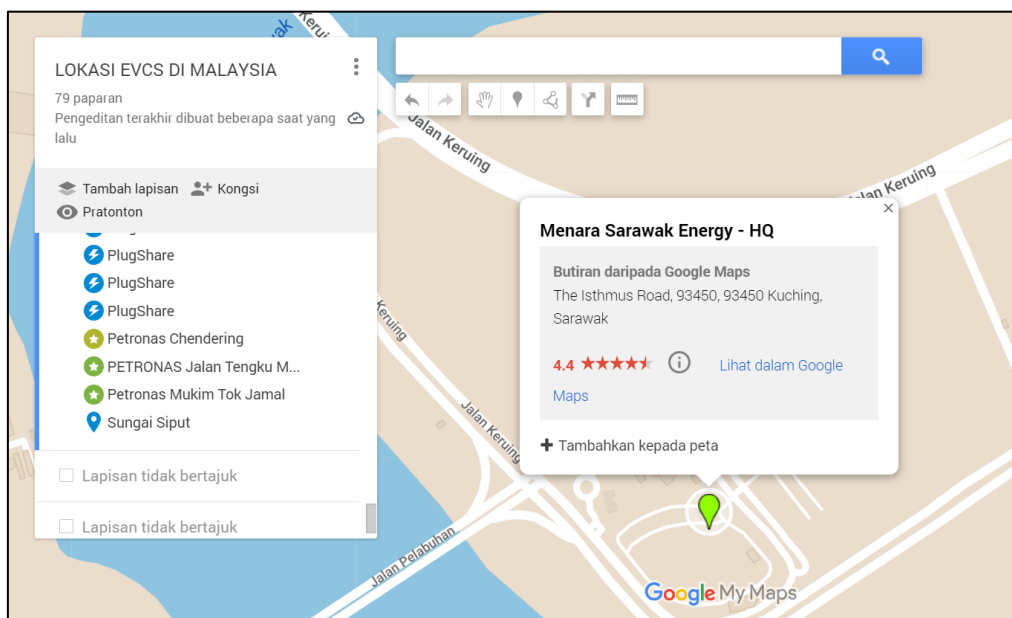 LOKASI EVCS DI MALAYSIA
79 paparan
Pengeditan terakhir dibuat beberapa saat yang
lalu
Tambah lapisan
Kongsi
Pratonton
PlugShare
PlugShare
PlugShare
Petronas Chendering
PETRONAS Jalan Tengku M...
Petronas Mukim Tok Jamal
Sungai Siput
Lapisan tidak bertajuk
Lapisan tidak bertajuk
Jalan Keruing
Jalan Keruing
Menara Sarawak Energy - HQ
Butiran daripada Google Maps
The Isthmus Road, 93450, 93450 Kuching,
Sarawak
4.4
Lihat dalam Google
Maps
Tambahkan kepada peta
Keruing
Jalan Keruing
Jalan Pelabuhan
Google My Maps